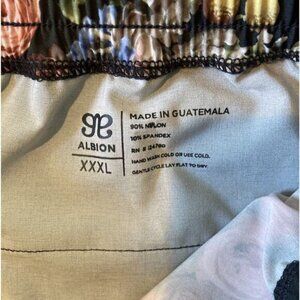 ALBION
XXXL
MADE IN GUATEMALA
90% NYLON
10% SPANDEX
RN #
HAND WASH COLD OR USE COLD.
GENTLE CYCLE LAY FLAT TO DRY.